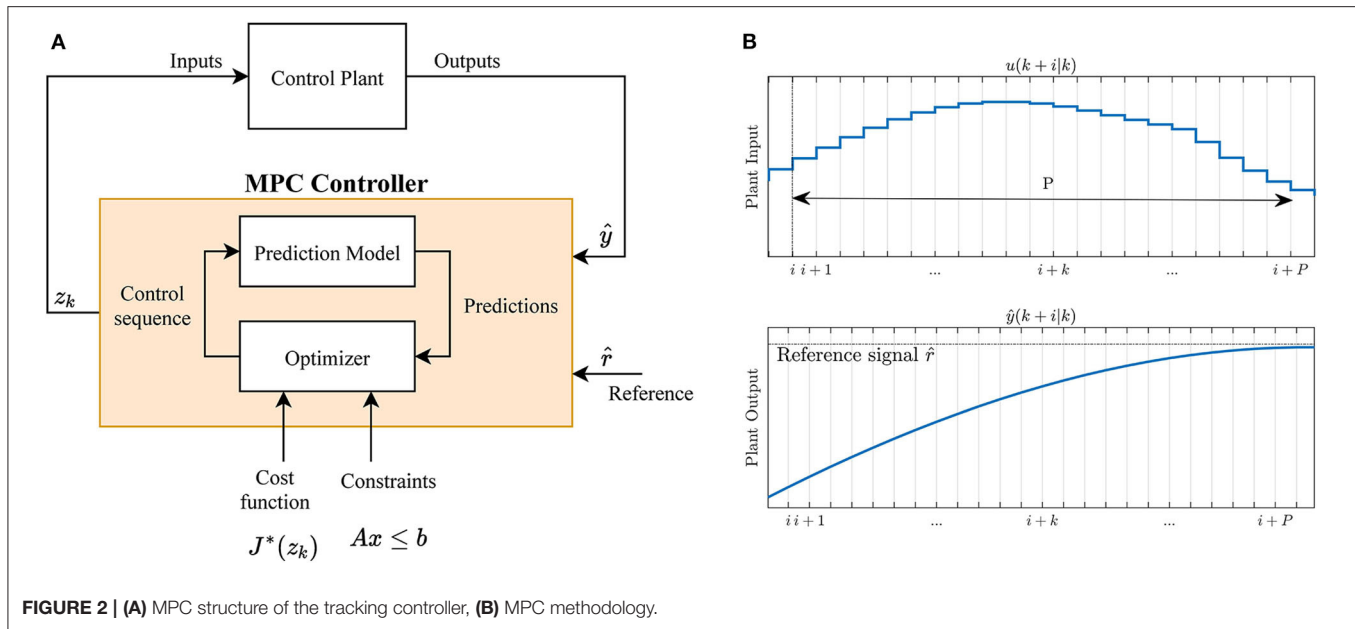 A
Inputs
Control Plant
Outputs
MPC Controller
Prediction Model
ŷ
z_k
Control
sequence
Predictions
Optimizer
r̂
Reference
Cost
function
Constraints
J*(z_k)
Ax ≤ b
B
u(k + i|k)
Plant Input
P
i i + 1 ... i + k ... i + P
ŷ(k + i|k)
Reference signal r̂
Plant Output
i i + 1 ... i + k ... i + P
FIGURE 2 | (A) MPC structure of the tracking controller, (B) MPC methodology.